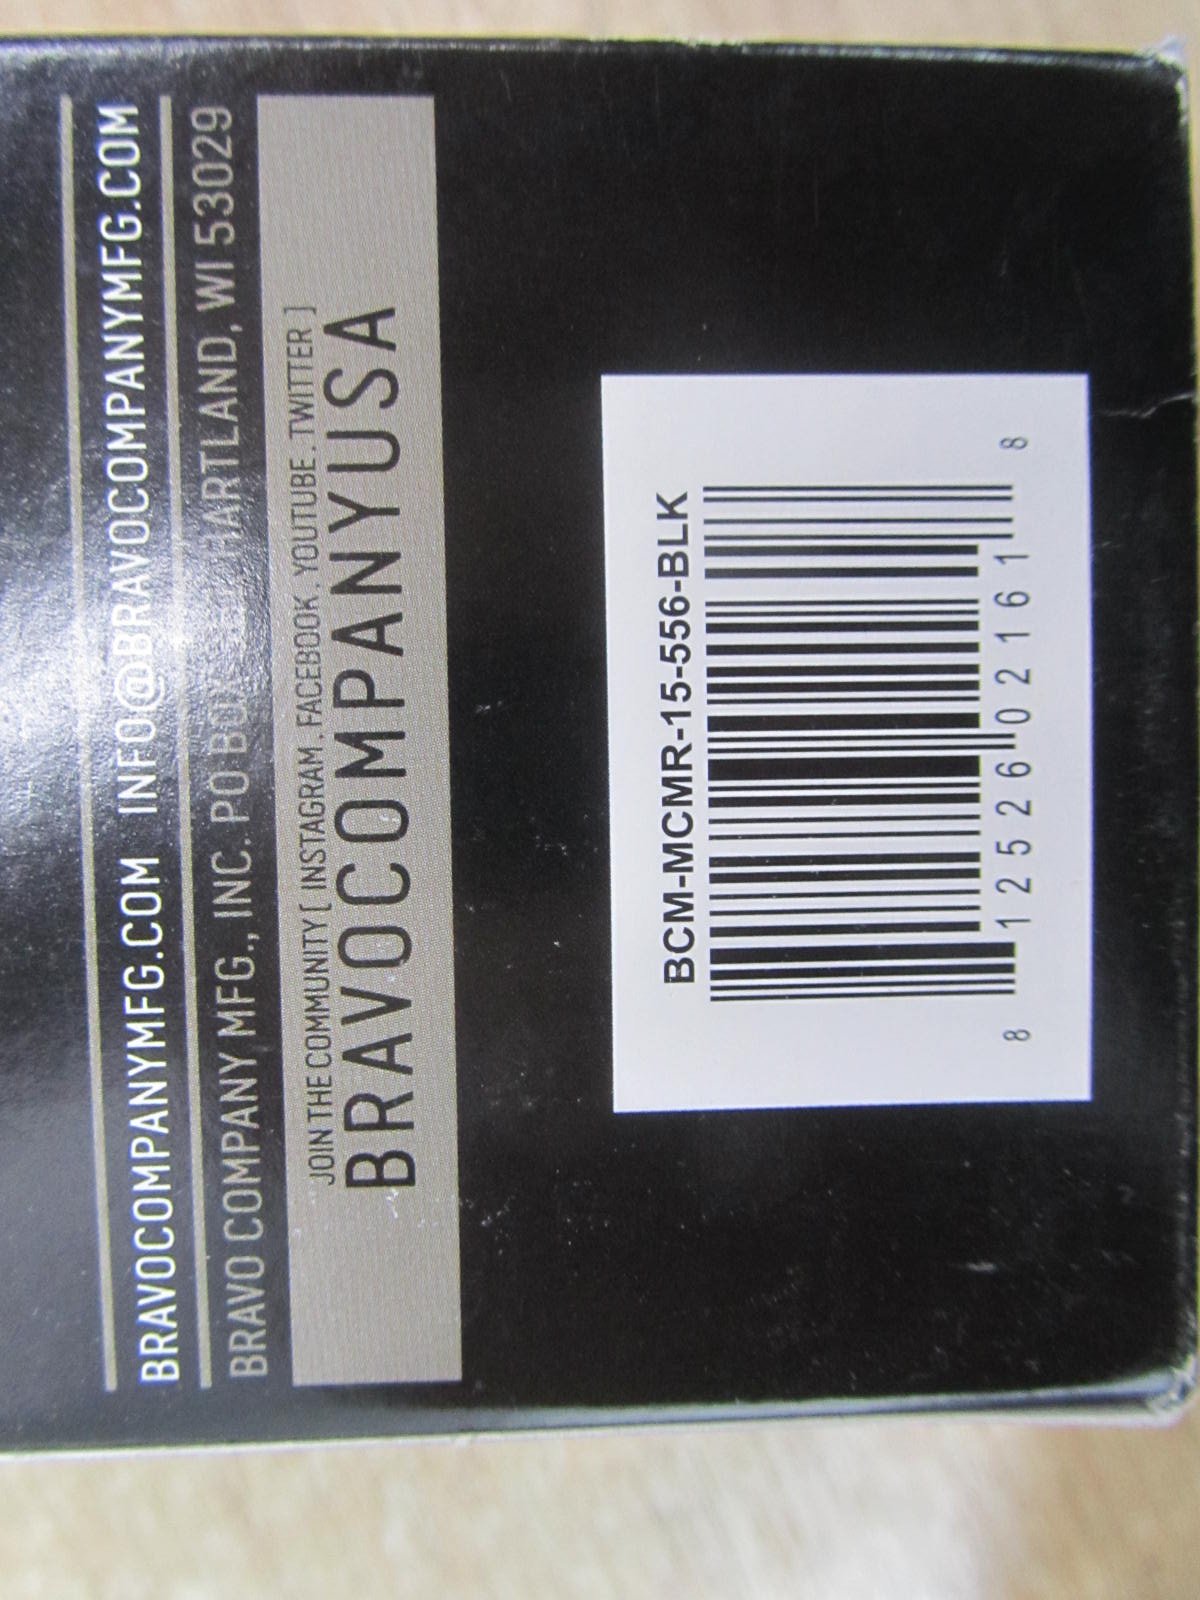 BRAVOCOMPANYMFG.COM INFO@BRAVOCOMPANYMFG.COM
BRAVO COMPANY MFG., INC. PO BOX HARTLAND, WI 53029
JOIN THE COMMUNITY [ INSTAGRAM . FACEBOOK . YOUTUBE . TWITTER ]
BRAVOCOMPANYUSA
BCM-MCMR-15-556-BLK
8 12526 02161 8